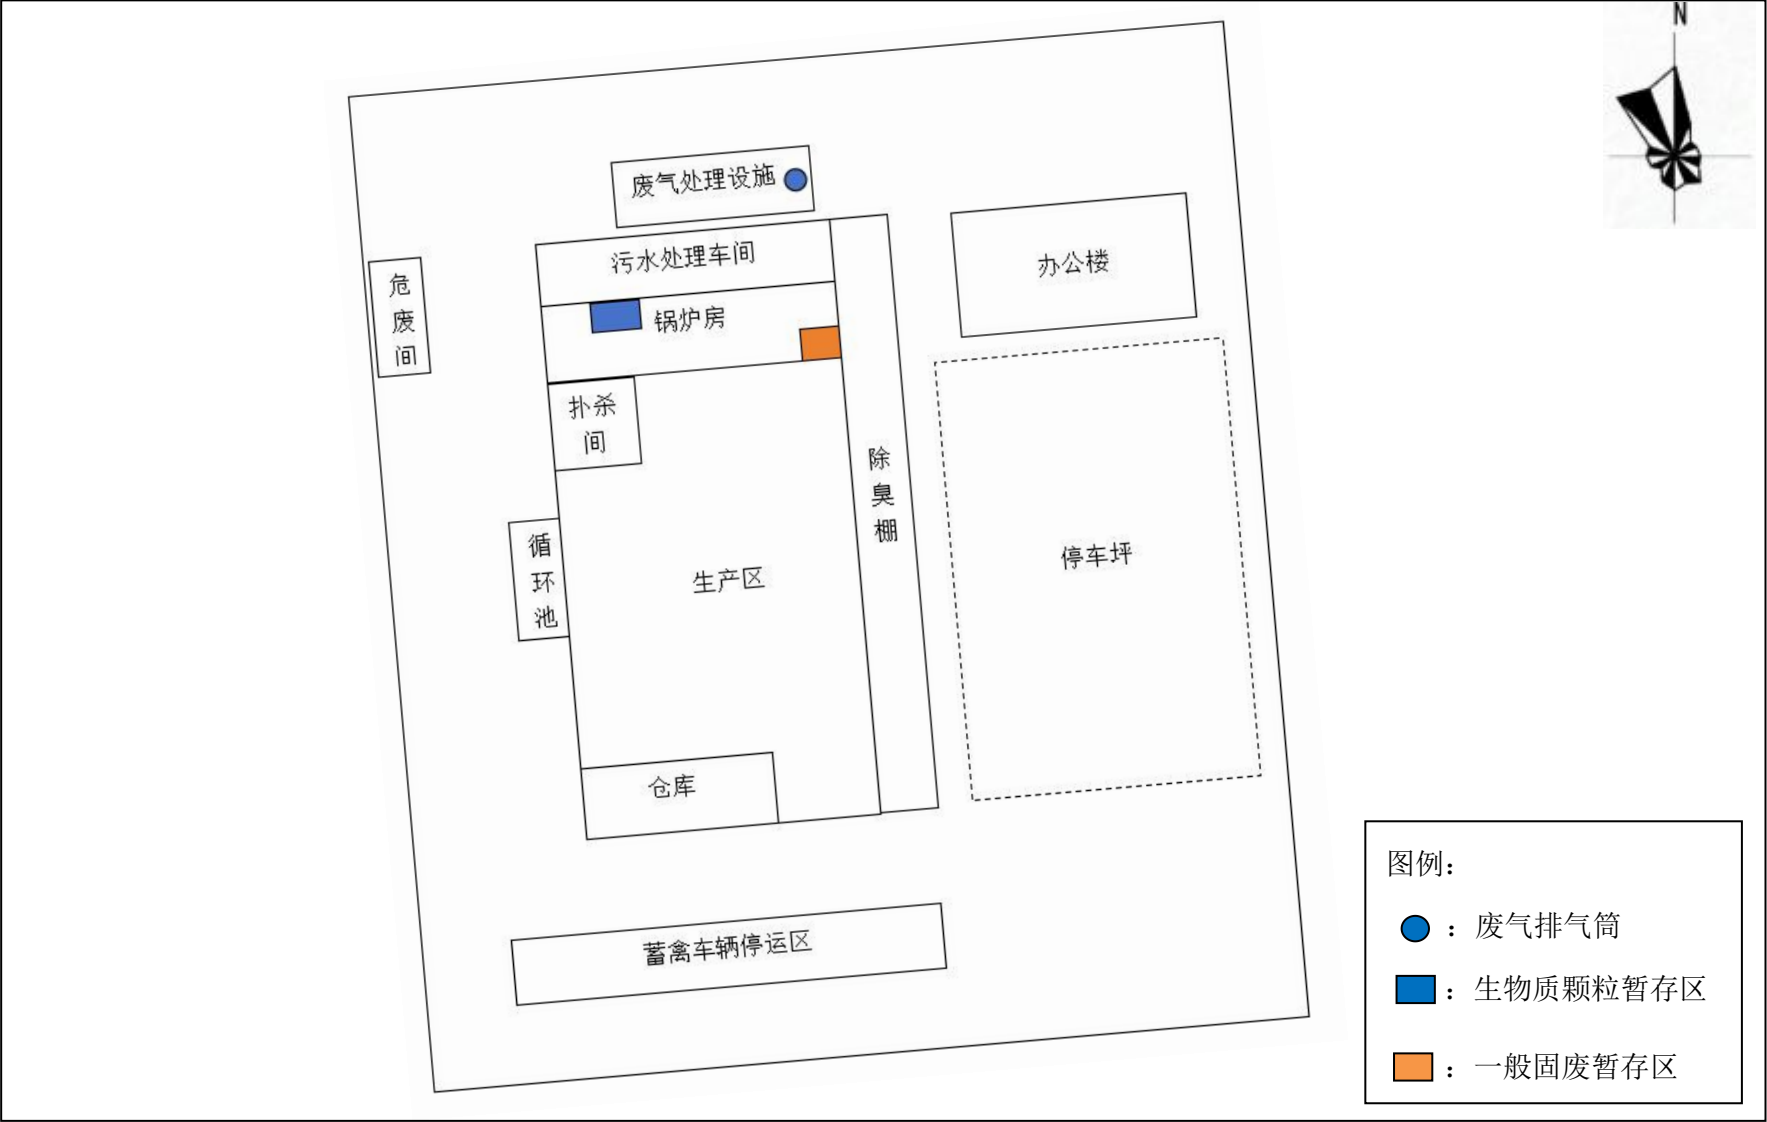 N
废气处理设施
污水处理车间
办公楼
危
废
间
锅炉房
扑杀
间
除
臭
棚
循
环
池
生产区
停车坪
仓库
蓄禽车辆停运区
图例：
：废气排气筒
：生物质颗粒暂存区
：一般固废暂存区